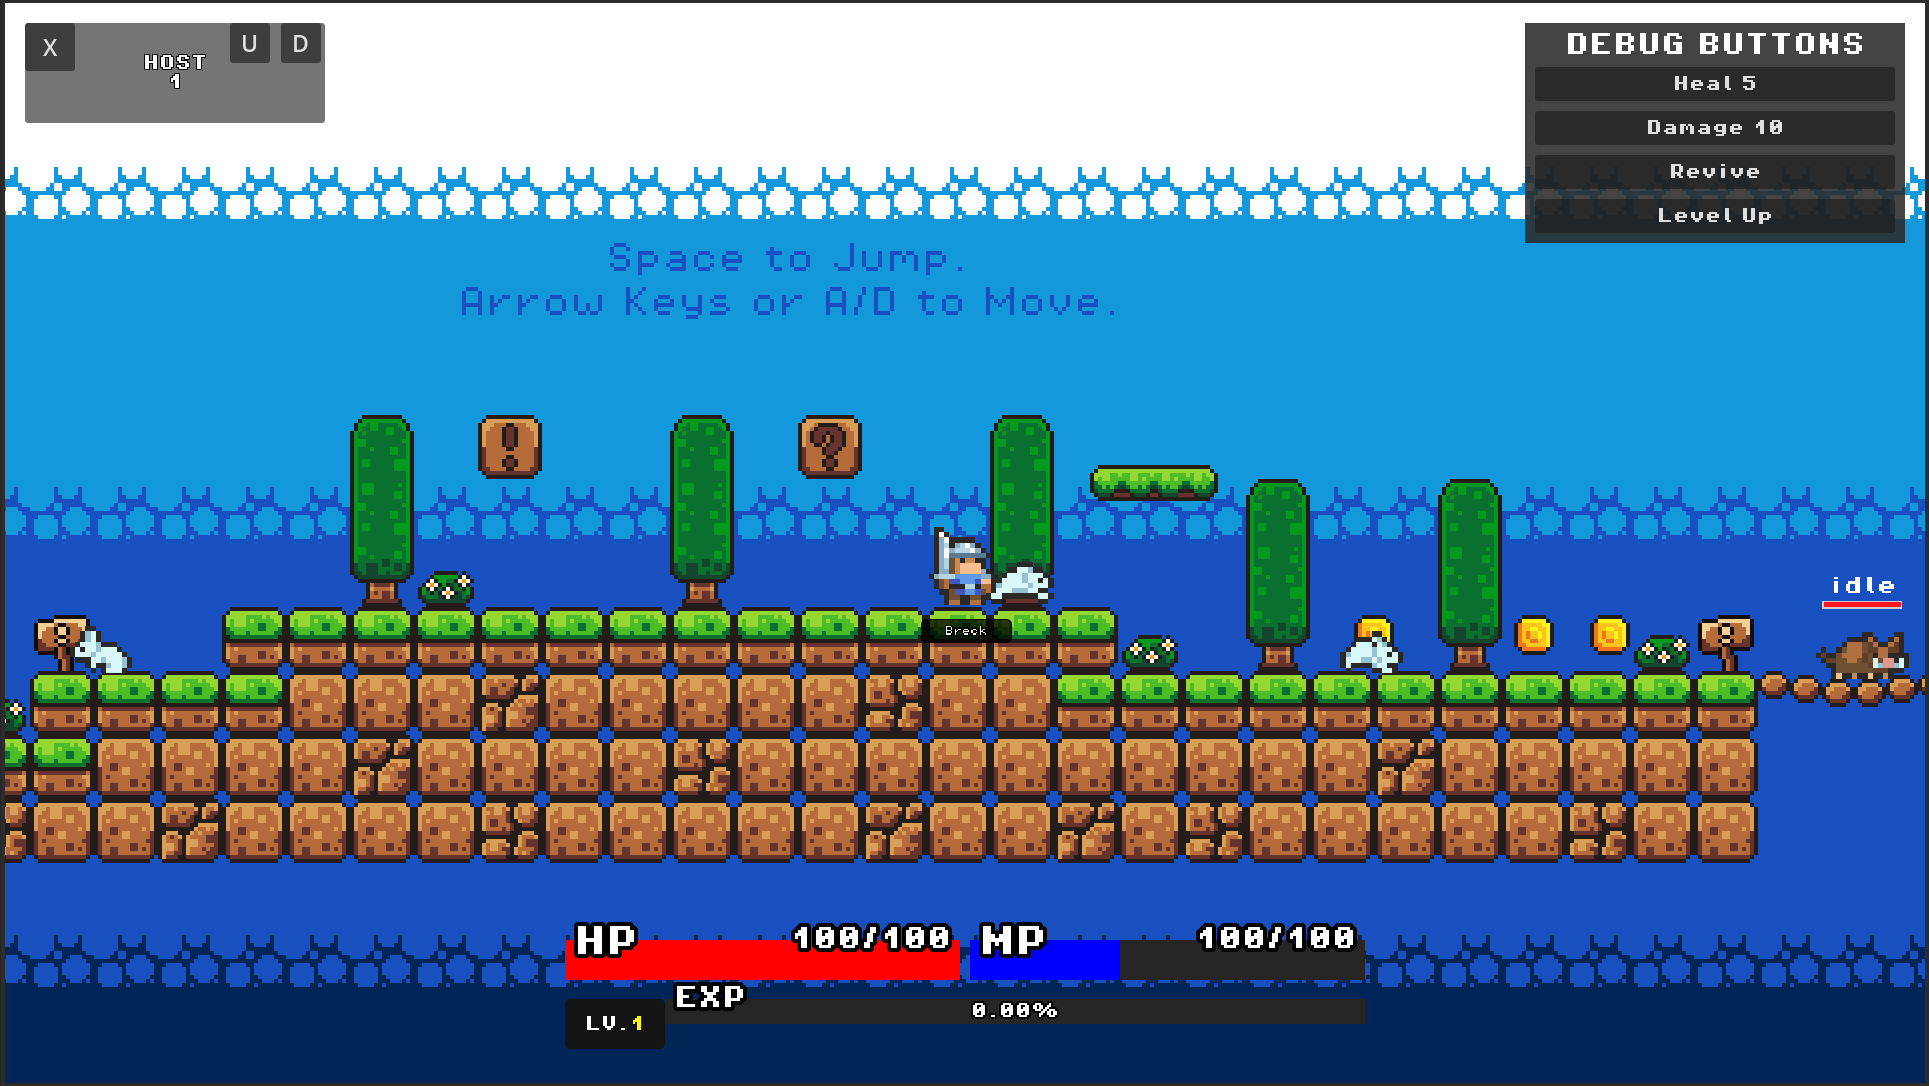 X
U
D
HOST
1
DEBUG BUTTONS
Heal 5
Damage 10
Revive
Level Up
Space to Jump.
Arrow Keys or A/D to Move.
!
?
idle
Breck
HP 100/100
MP 100/100
EXP
0.00%
LV.1